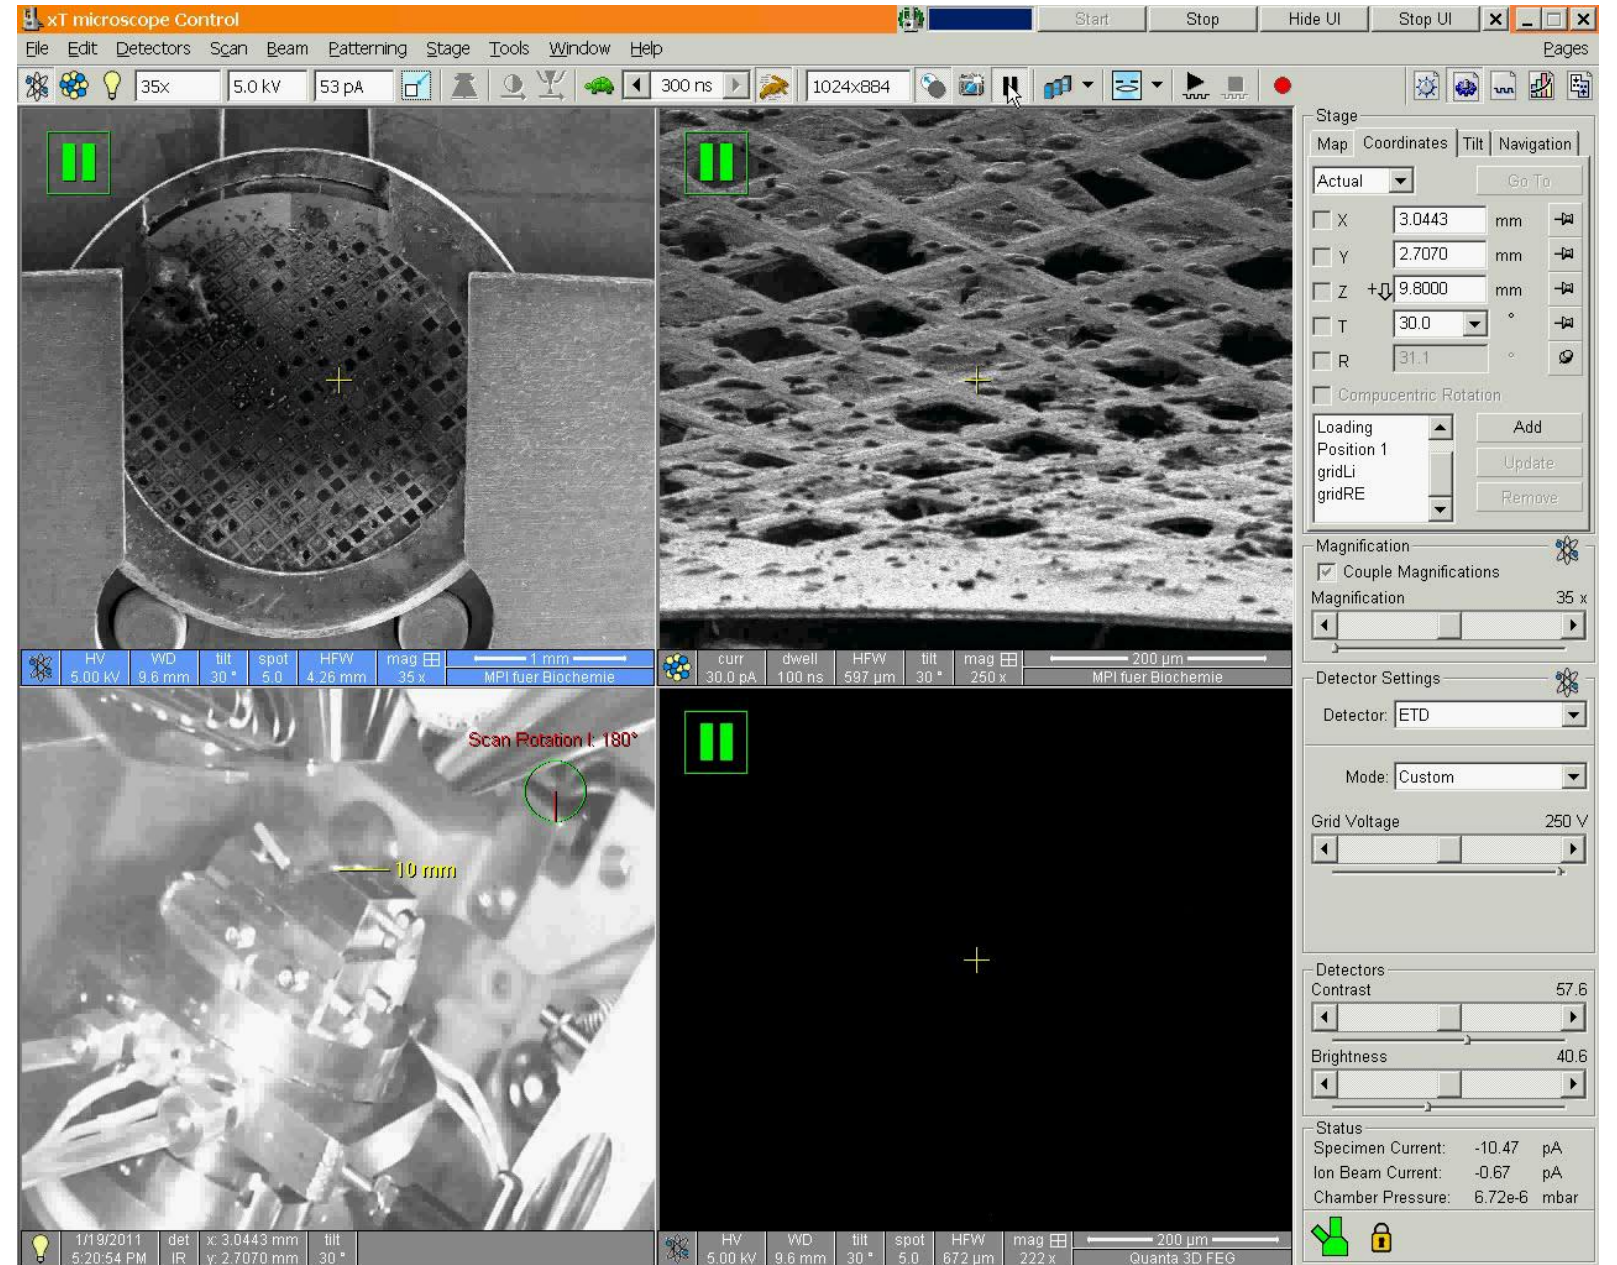 xT microscope Control
Start Stop Hide UI Stop UI
File Edit Detectors Scan Beam Patterning Stage Tools Window Help Pages
35x 5.0 kV 53 pA 300 ns 1024x884
Stage
Map Coordinates Tilt Navigation
Actual Go To
X 3.0443 mm
Y 2.7070 mm
Z 9.8000 mm
T 30.0 °
R 31.1 °
Compucentric Rotation
Loading
Position 1
gridLi
gridRE
Add
Update
Remove
Magnification
Couple Magnifications
Magnification 35 x
Detector Settings
Detector: ETD
Mode: Custom
Grid Voltage 250 V
Detectors
Contrast 57.6
Brightness 40.6
Status
Specimen Current: -10.47 pA
Ion Beam Current: -0.67 pA
Chamber Pressure: 6.72e-6 mbar
HV WD tilt spot HFW mag 1 mm
5.00 kV 9.6 mm 30 ° 5.0 4.26 mm 35 x MPI fuer Biochemie
curr dwell HFW tilt mag 200 µm
30.0 pA 100 ns 597 µm 30 ° 250 x MPI fuer Biochemie
Scan Rotation I: 180°
10 mm
1/19/2011 det x: 3.0443 mm tilt
5:20:54 PM IR y: 2.7070 mm 30 °
HV WD tilt spot HFW mag 200 µm
5.00 kV 9.6 mm 30 ° 5.0 672 µm 222 x Quanta 3D FEG